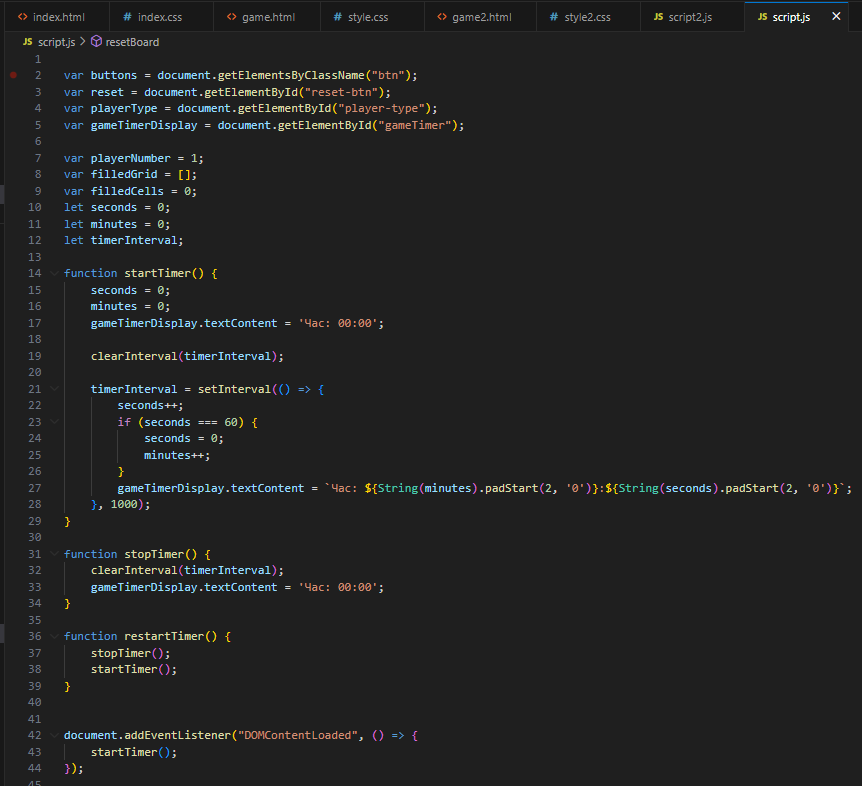 index.html # index.css game.html # style.css game2.html # style2.css JS script2.js JS script.js
JS script.js > resetBoard
1
2 var buttons = document.getElementsByClassName("btn");
3 var reset = document.getElementById("reset-btn");
4 var playerType = document.getElementById("player-type");
5 var gameTimerDisplay = document.getElementById("gameTimer");
6
7 var playerNumber = 1;
8 var filledGrid = [];
9 var filledCells = 0;
10 let seconds = 0;
11 let minutes = 0;
12 let timerInterval;
13
14 function startTimer() {
15 seconds = 0;
16 minutes = 0;
17 gameTimerDisplay.textContent = 'Час: 00:00';
18
19 clearInterval(timerInterval);
20
21 timerInterval = setInterval(() => {
22 seconds++;
23 if (seconds === 60) {
24 seconds = 0;
25 minutes++;
26 }
27 gameTimerDisplay.textContent = `Час: ${String(minutes).padStart(2, '0')}:${String(seconds).padStart(2, '0')}`;
28 }, 1000);
29 }
30
31 function stopTimer() {
32 clearInterval(timerInterval);
33 gameTimerDisplay.textContent = 'Час: 00:00';
34 }
35
36 function restartTimer() {
37 stopTimer();
38 startTimer();
39 }
40
41
42 document.addEventListener("DOMContentLoaded", () => {
43 startTimer();
44 });
45